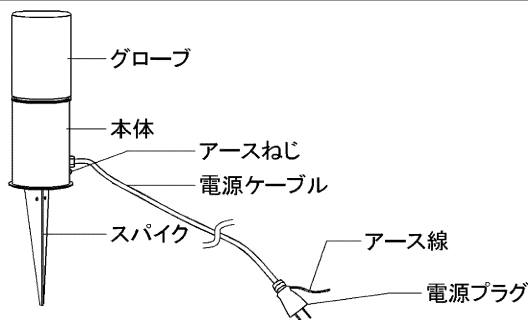 グローブ
本体
アースねじ
電源ケーブル
スパイク
アース線
電源プラグ